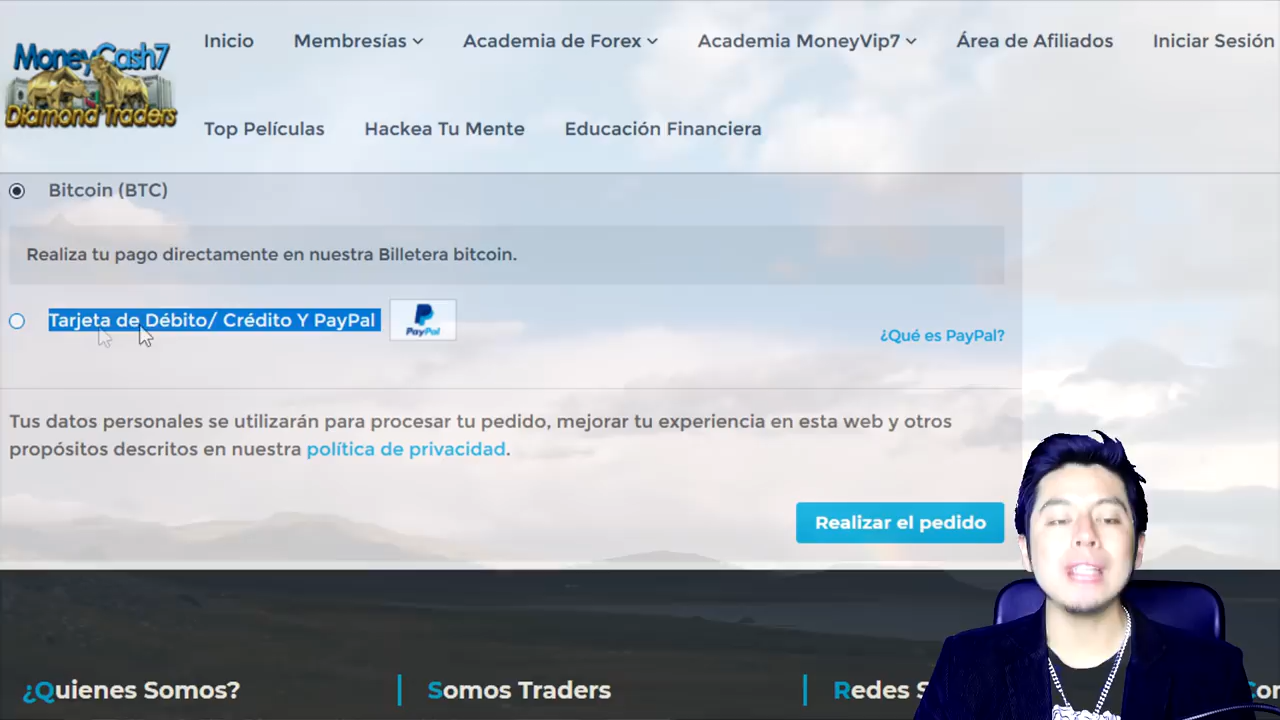 MoneyCash7
Diamond Traders
Inicio Membresías Academia de Forex Academia MoneyVip7 Área de Afiliados Iniciar Sesión
Top Películas Hackea Tu Mente Educación Financiera
Bitcoin (BTC)
Realiza tu pago directamente en nuestra Billetera bitcoin.
Tarjeta de Débito/ Crédito Y PayPal PayPal
¿Qué es PayPal?
Tus datos personales se utilizarán para procesar tu pedido, mejorar tu experiencia en esta web y otros
propósitos descritos en nuestra política de privacidad.
Realizar el pedido
¿Quienes Somos? Somos Traders Redes S